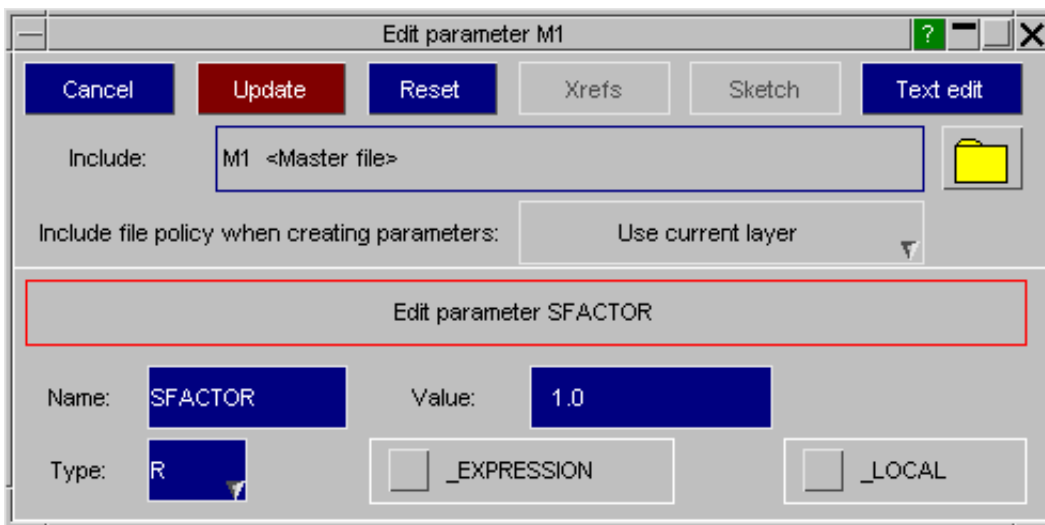 Edit parameter M1 ?
Cancel Update Reset Xrefs Sketch Text edit
Include: M1 <Master file>
Include file policy when creating parameters: Use current layer
Edit parameter SFACTOR
Name: SFACTOR Value: 1.0
Type: R _EXPRESSION _LOCAL